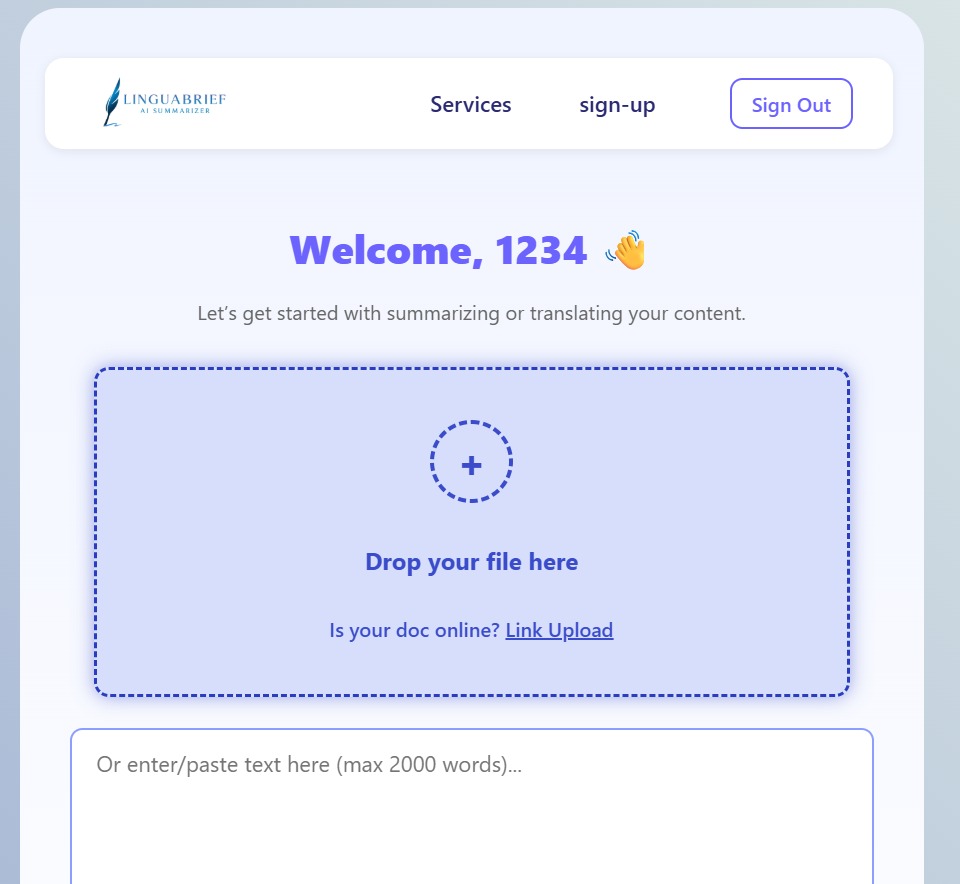 LINGUABRIEF
AI SUMMARIZER
Services
sign-up
Sign Out
Welcome, 1234 👋
Let’s get started with summarizing or translating your content.
+
Drop your file here
Is your doc online? Link Upload
Or enter/paste text here (max 2000 words)...